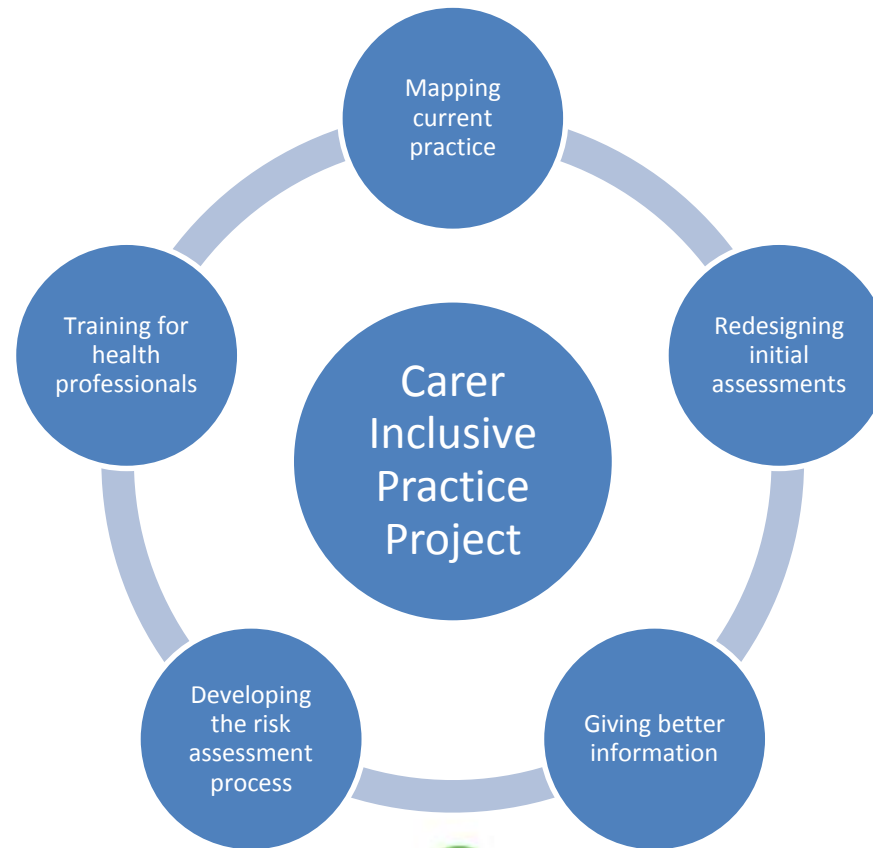 Mapping
current
practice
Redesigning
initial
assessments
Giving better
information
Developing
the risk
assessment
process
Training for
health
professionals
Carer
Inclusive
Practice
Project